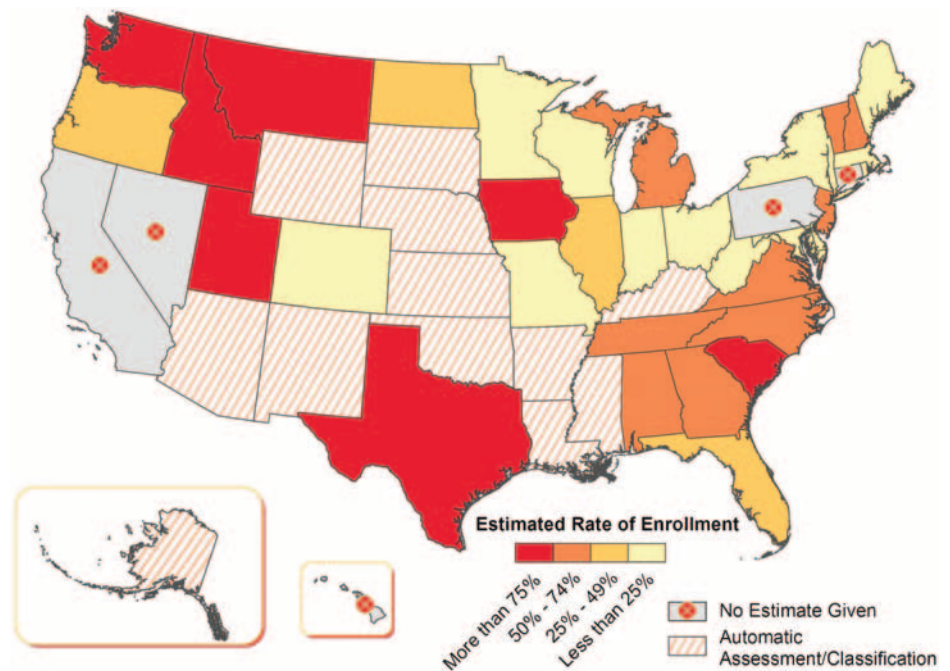 Estimated Rate of Enrollment
More than 75%
50% - 74%
25% - 49%
Less than 25%
No Estimate Given
Automatic
Assessment/Classification